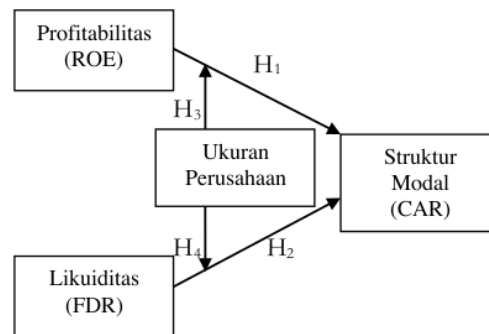 Profitabilitas
(ROE)
H1
H3
Ukuran
Perusahaan
Struktur
Modal
(CAR)
H4
H2
Likuiditas
(FDR)